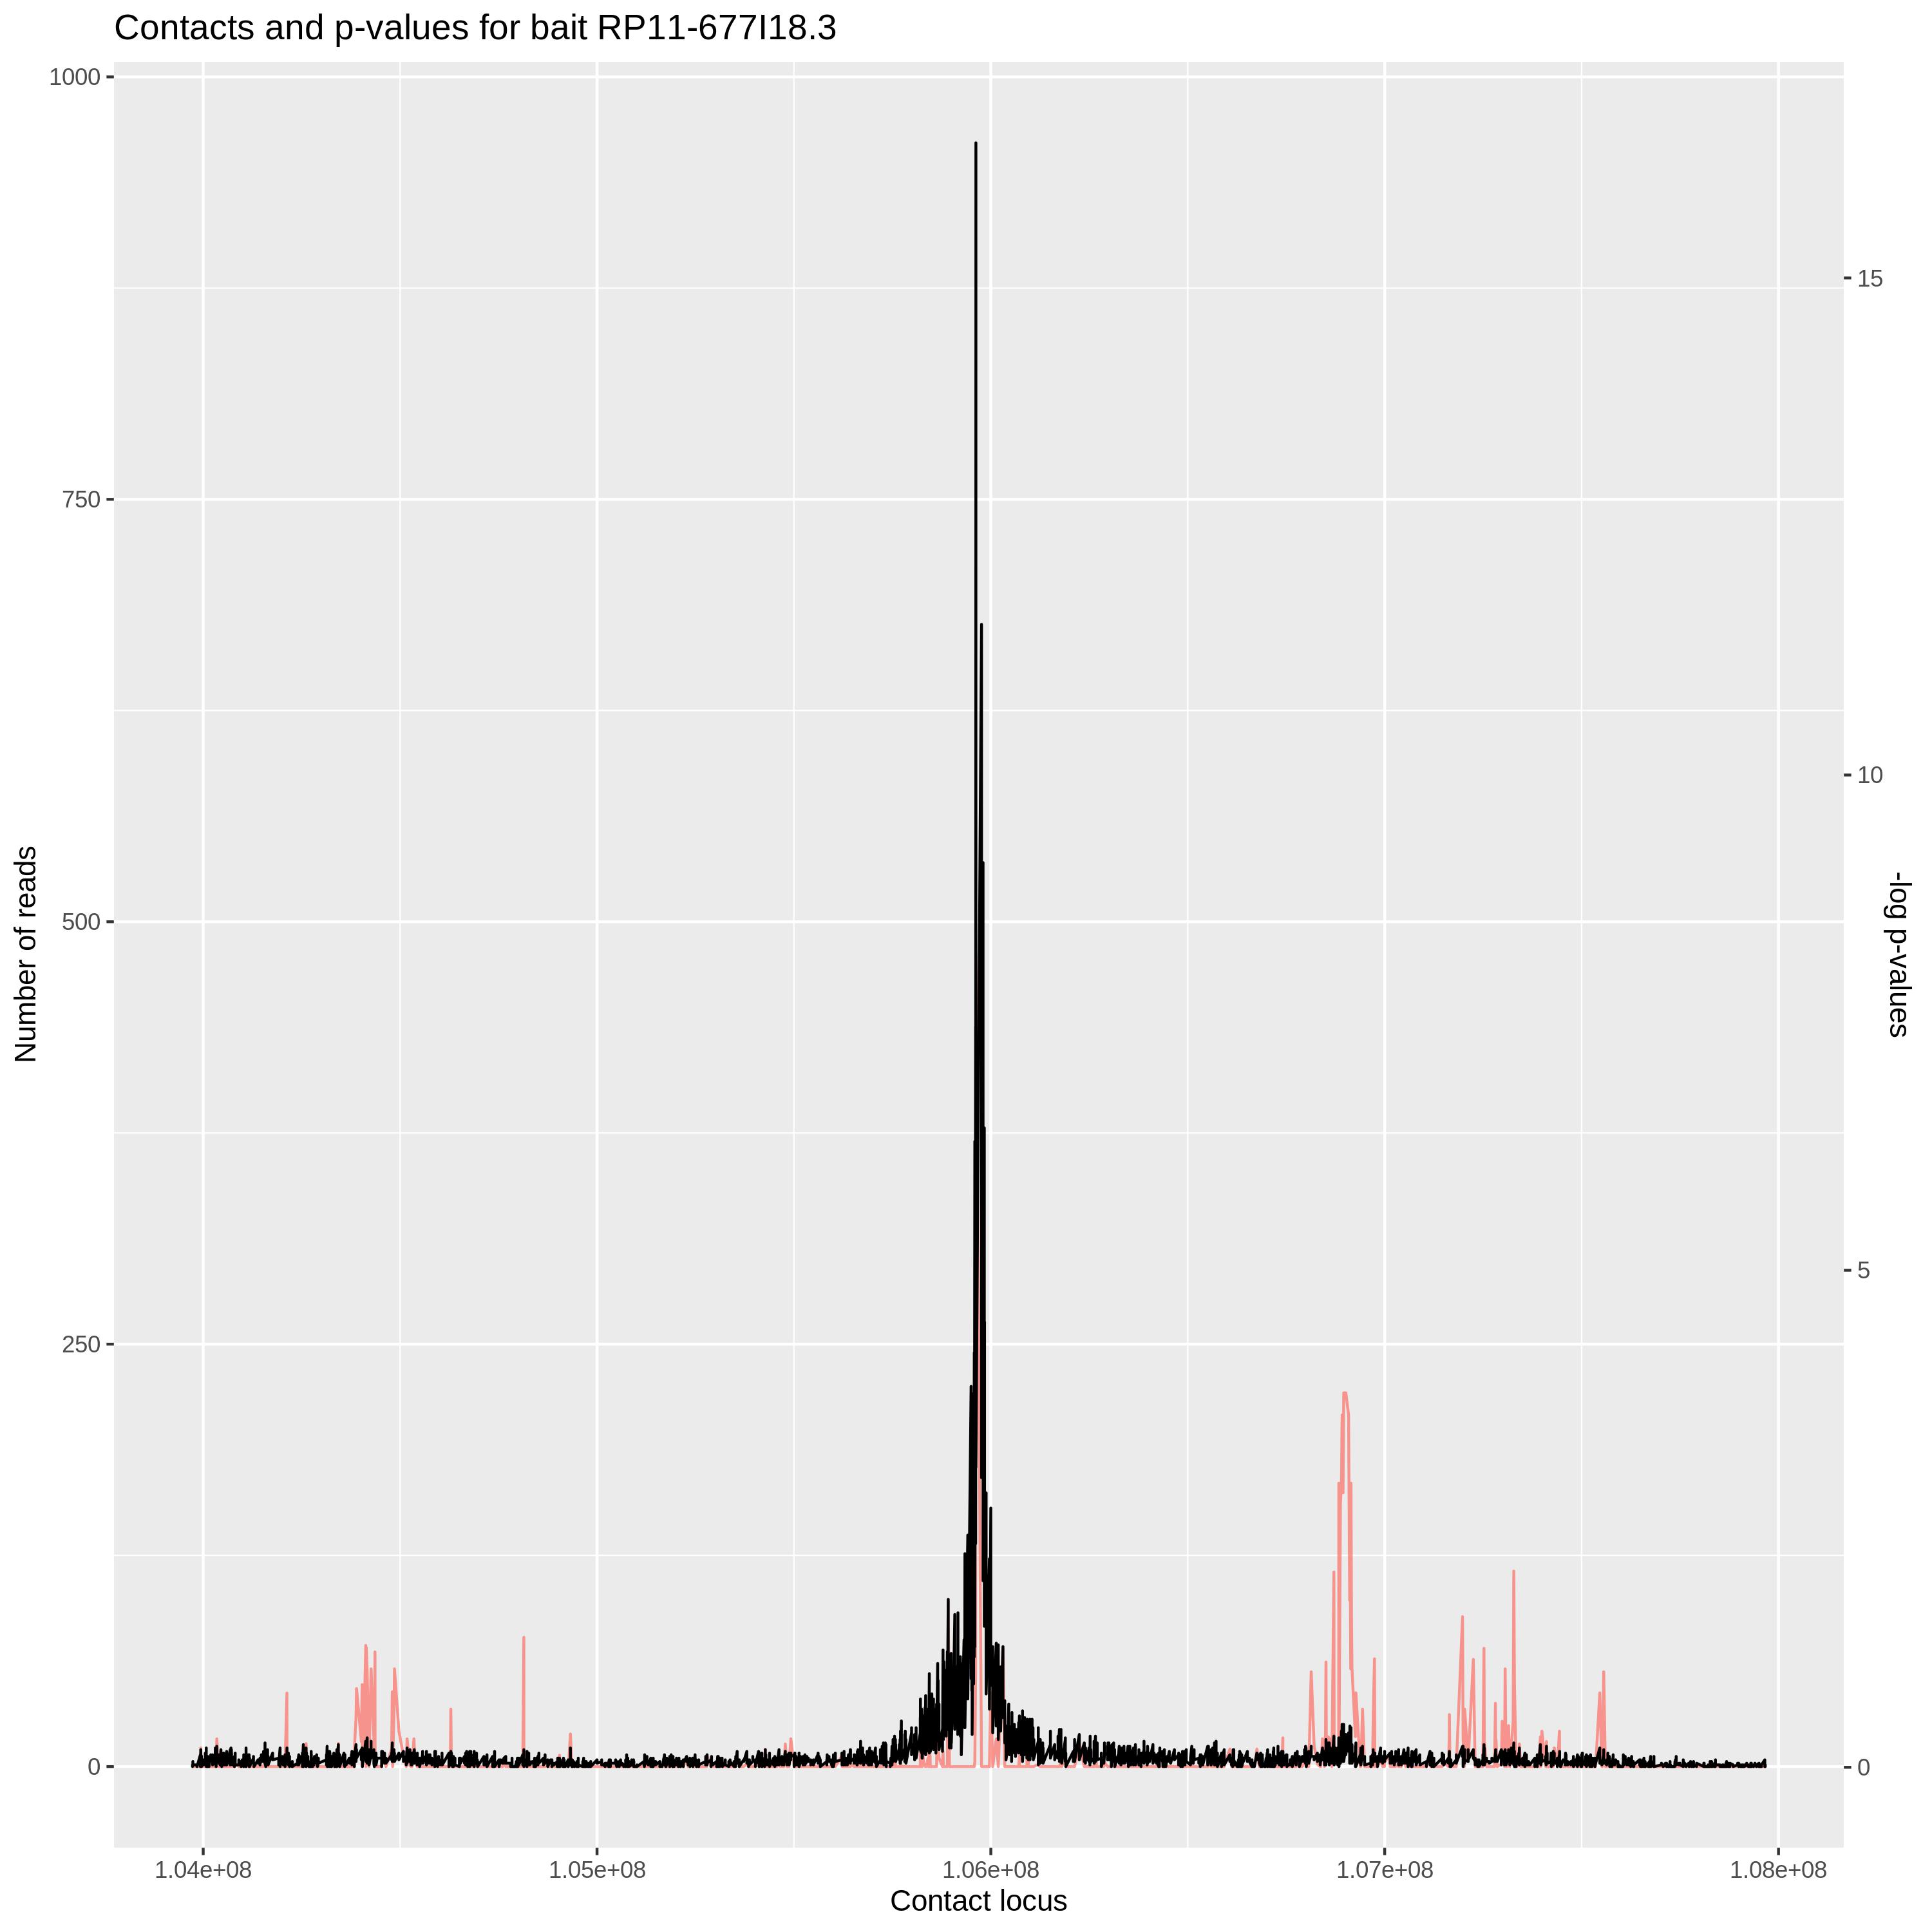 Contacts and p-values for bait RP11-677I18.3
1000
750
500
250
0
Number of reads
15
10
5
0
-log p-values
1.04e+08
1.05e+08
1.06e+08
1.07e+08
1.08e+08
Contact locus